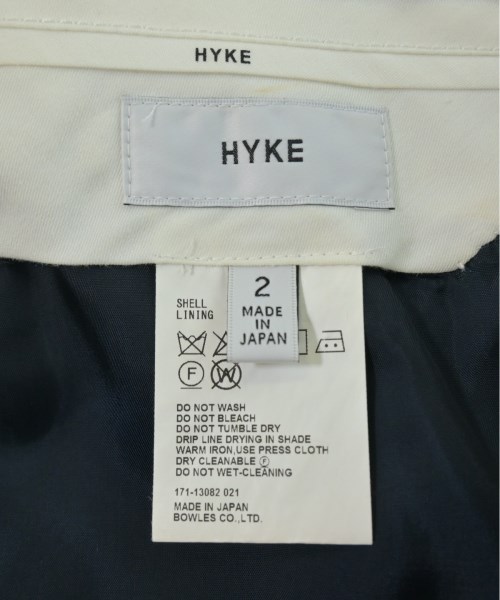 HYKE
HYKE
2
MADE
IN
JAPAN
SHELL
LINING
F W
DO NOT WASH
DO NOT BLEACH
DO NOT TUMBLE DRY
DRIP LINE DRYING IN SHADE
WARM IRON,USE PRESS CLOTH
DRY CLEANABLE Ⓕ
DO NOT WET-CLEANING
171-13082 021
MADE IN JAPAN
BOWLES CO.,LTD.